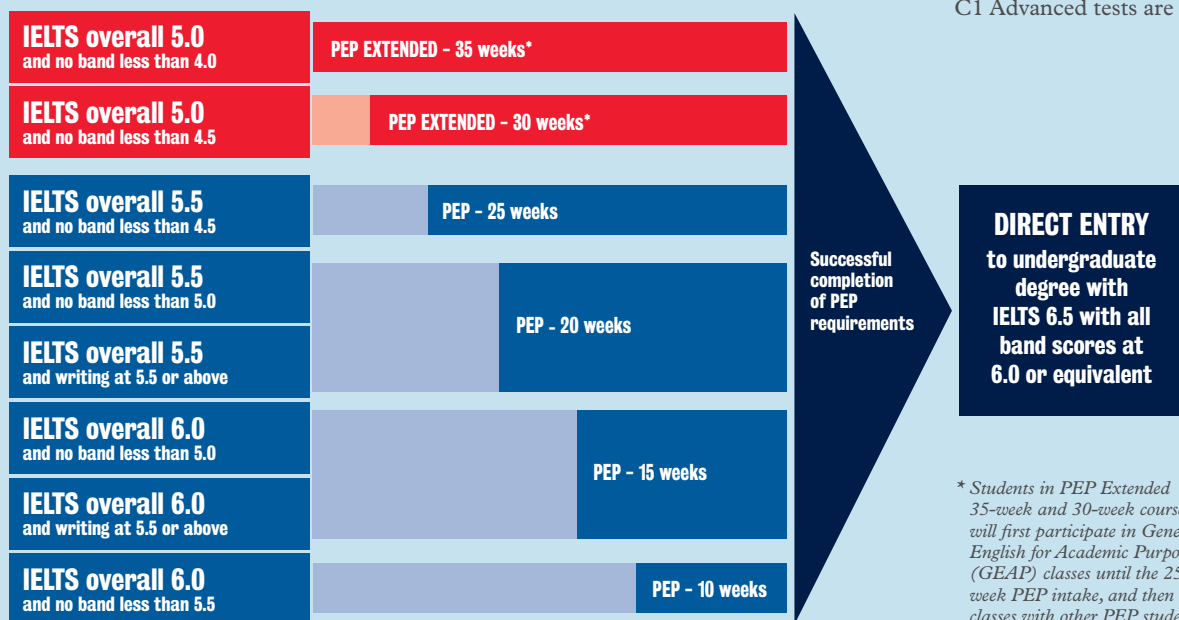 C1 Advanced tests are
IELTS overall 5.0
and no band less than 4.0
PEP EXTENDED – 35 weeks*
IELTS overall 5.0
and no band less than 4.5
PEP EXTENDED – 30 weeks*
IELTS overall 5.5
and no band less than 4.5
PEP – 25 weeks
IELTS overall 5.5
and no band less than 5.0
IELTS overall 5.5
and writing at 5.5 or above
PEP - 20 weeks
IELTS overall 6.0
and no band less than 5.0
IELTS overall 6.0
and writing at 5.5 or above
PEP – 15 weeks
IELTS overall 6.0
and no band less than 5.5
PEP – 10 weeks
Successful
completion
of PEP
requirements
DIRECT ENTRY
to undergraduate
degree with
IELTS 6.5 with all
band scores at
6.0 or equivalent
* Students in PEP Extended
35-week and 30-week
will first participate in
English for Academic
(GEAP) classes until the
week PEP intake, and then
classes with other PEP